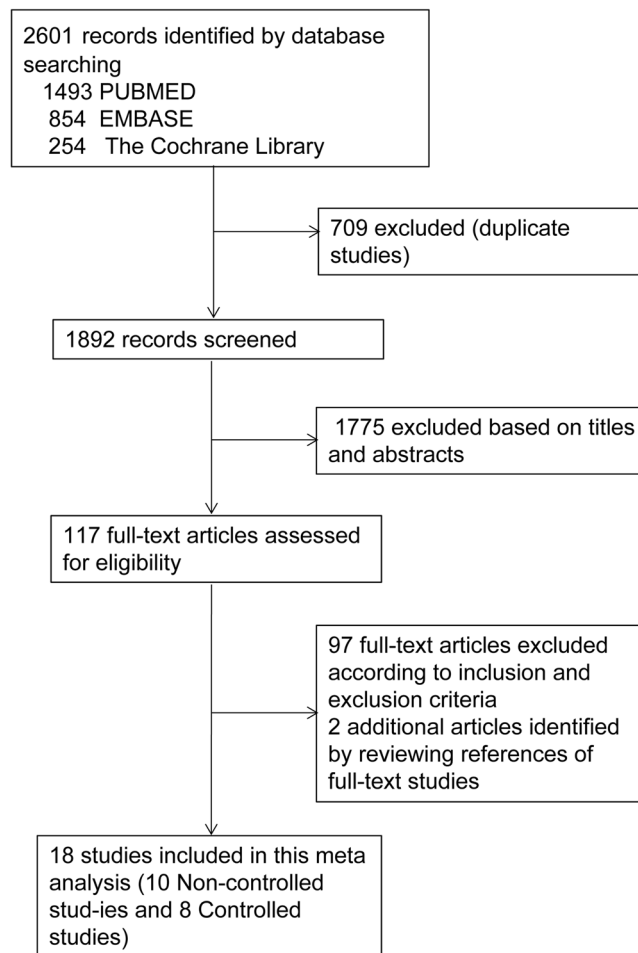 2601 records identified by database
searching
1493 PUBMED
854 EMBASE
254 The Cochrane Library
709 excluded (duplicate
studies)
1892 records screened
1775 excluded based on titles
and abstracts
117 full-text articles assessed
for eligibility
97 full-text articles excluded
according to inclusion and
exclusion criteria
2 additional articles identified
by reviewing references of
full-text studies
18 studies included in this meta
analysis (10 Non-controlled
stud-ies and 8 Controlled
studies)